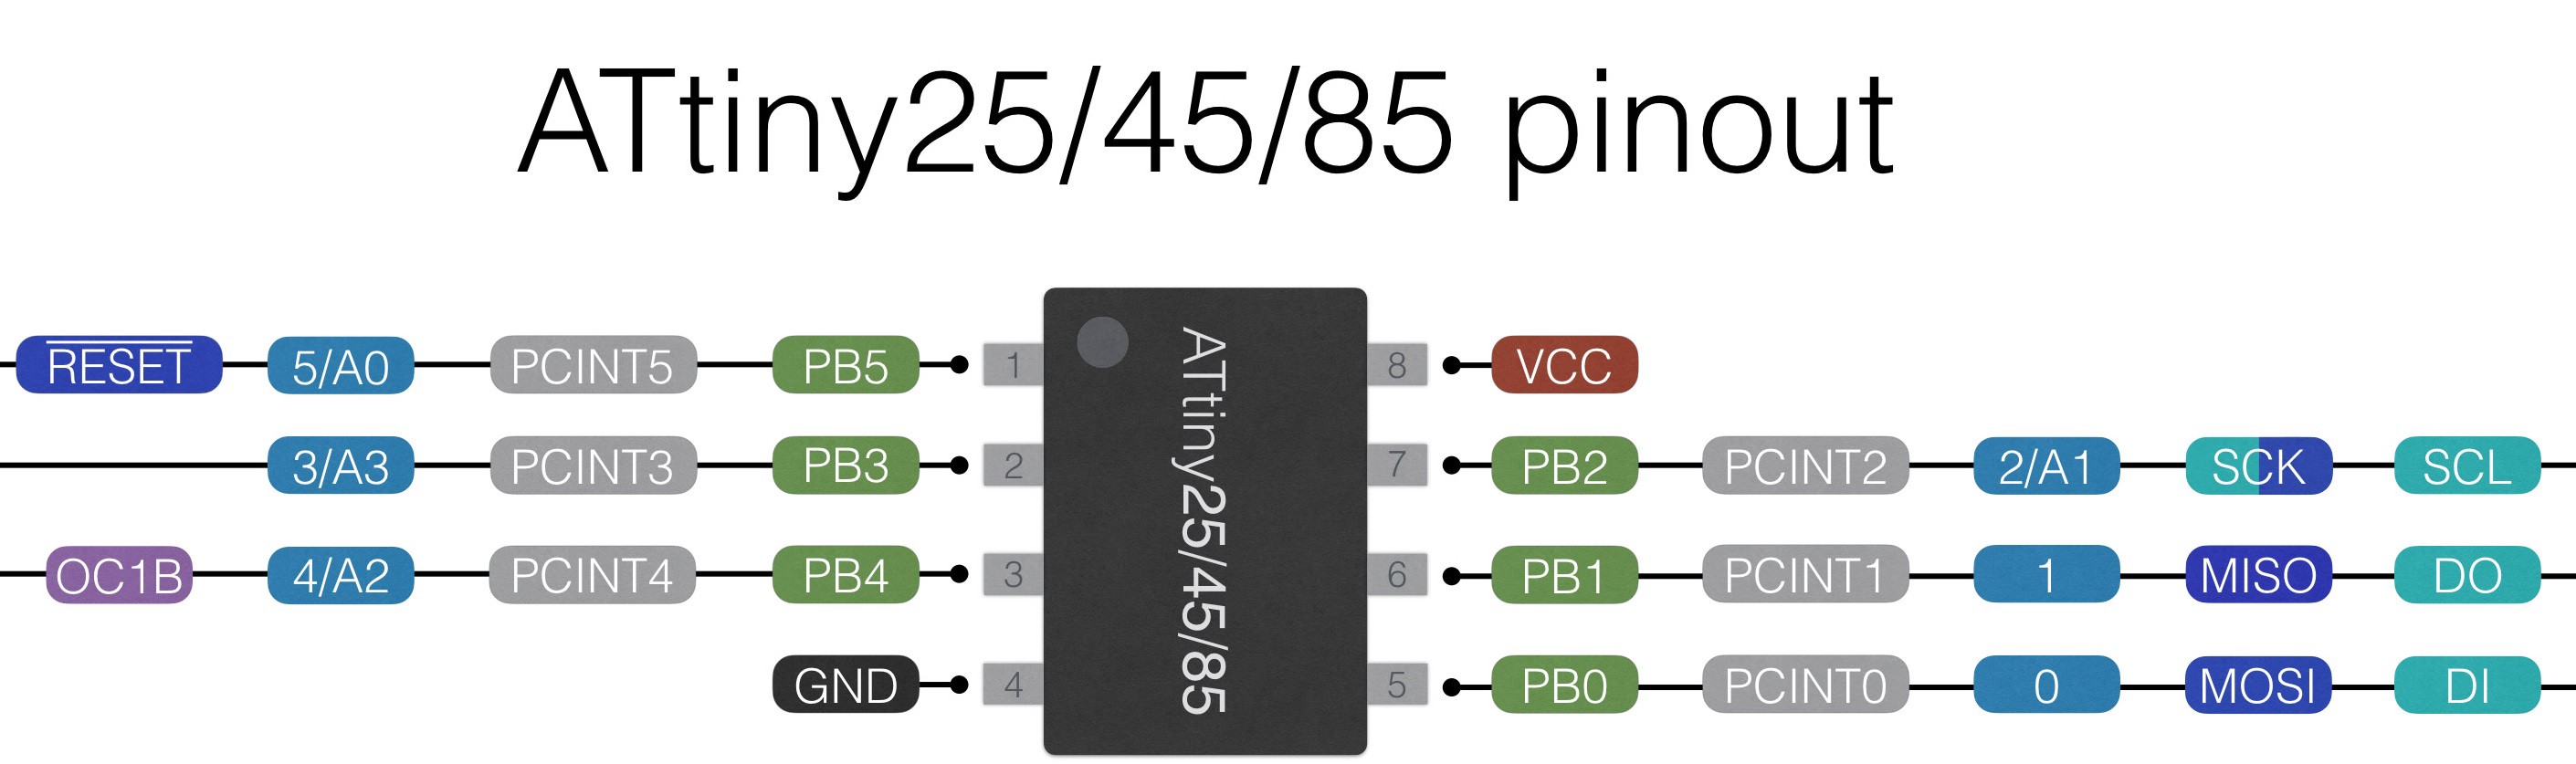 ATtiny25/45/85 pinout
RESET 5/A0 PCINT5 PB5 1 8 VCC
3/A3 PCINT3 PB3 2 7 PB2 PCINT2 2/A1 SCK SCL
OC1B 4/A2 PCINT4 PB4 3 6 PB1 PCINT1 1 MISO DO
GND 4 5 PB0 PCINT0 0 MOSI DI
ATtiny25/45/85